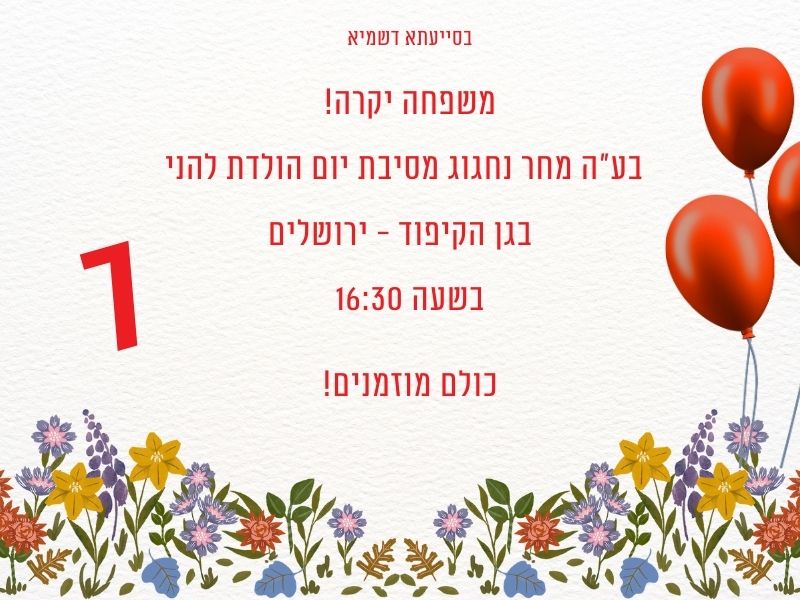 בסייעתא דשמיא
משפחה יקרה!
בע"ה מחר נחגוג מסיבת יום הולדת להני
בגן הקיפוד - ירושלים
בשעה 16:30
1
כולם מוזמנים!